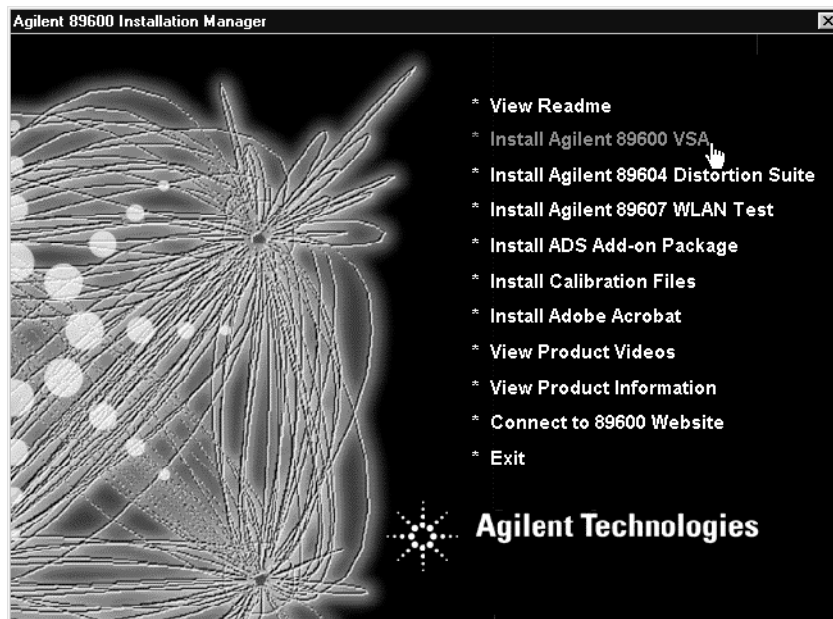 Agilent 89600 Installation Manager
* View Readme
* Install Agilent 89600 VSA
* Install Agilent 89604 Distortion Suite
* Install Agilent 89607 WLAN Test
* Install ADS Add-on Package
* Install Calibration Files
* Install Adobe Acrobat
* View Product Videos
* View Product Information
* Connect to 89600 Website
* Exit
Agilent Technologies